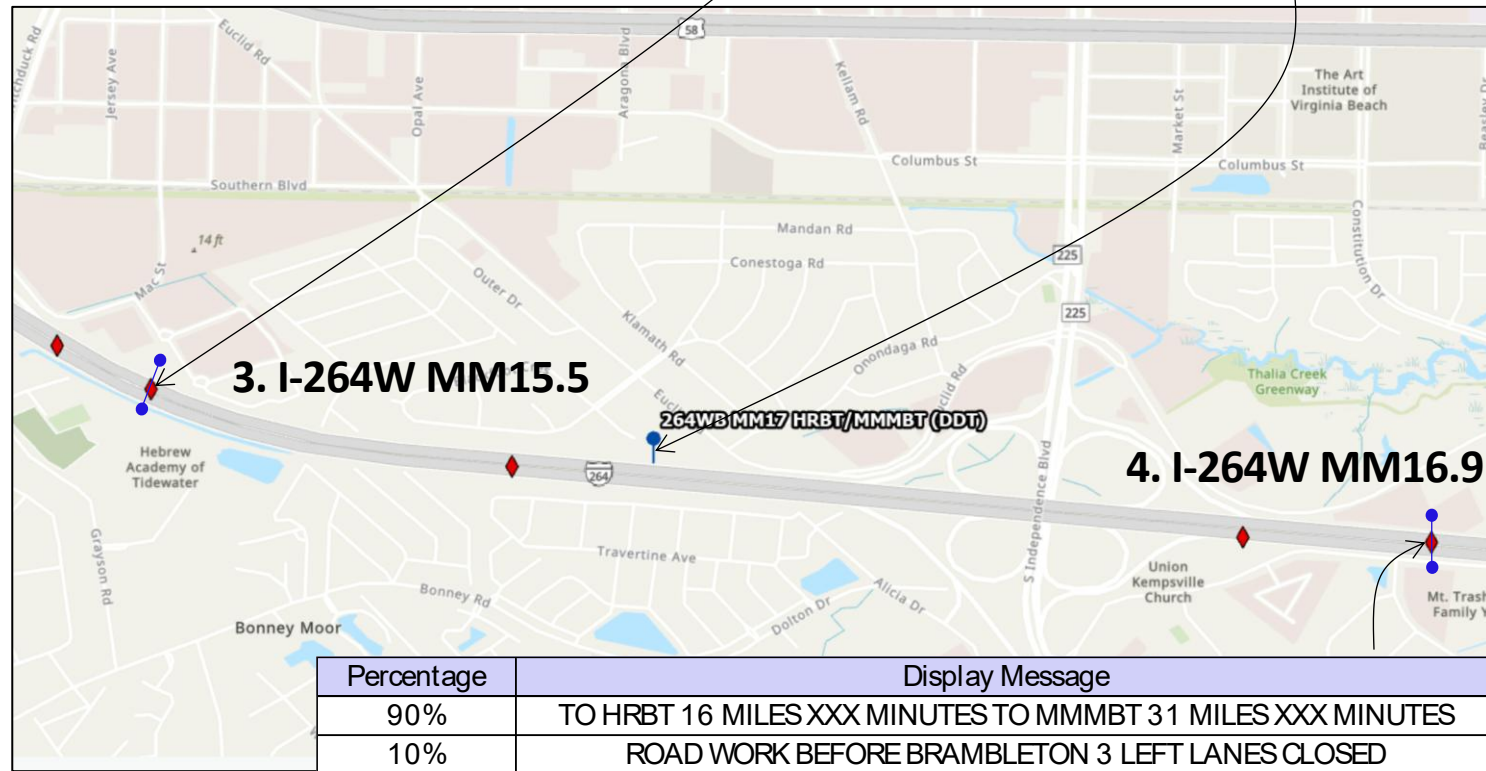 58
Euclid Rd
Jersey Ave
Opal Ave
Aragona Blvd
Kellam Rd
Market St
The Art
Institute of
Virginia Beach
Columbus St
Columbus St
Southern Blvd
14 ft
Mac St
Mandan Rd
Conestoga Rd
225
225
Constitution Dr
Outer Dr
Klamath Rd
Onondaga Rd
Euclid Rd
Thalia Creek
Greenway
3. I-264W MM15.5
264WB MM17 HRBT/MMMBT (DDT)
Hebrew
Academy of
Tidewater
264
S Independence Blvd
4. I-264W MM16.9
Grayson Rd
Travertine Ave
Bonney Rd
Alicia Dr
Dolton Dr
Union
Kempsville
Church
Bonney Moor
Percentage Display Message
90% TO HRBT 16 MILES XXX MINUTES TO MMMBT 31 MILES XXX MINUTES
10% ROAD WORK BEFORE BRAMBLETON 3 LEFT LANES CLOSED